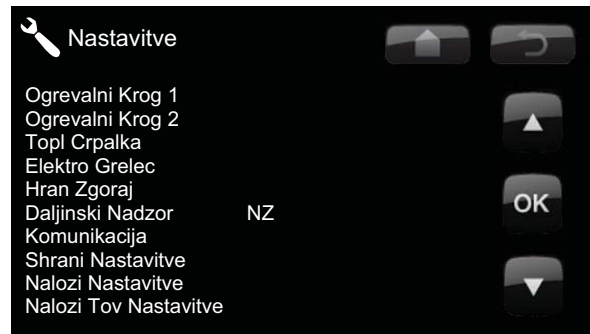 Nastavitve
Ogrevalni Krog 1
Ogrevalni Krog 2
Topl Crpalka
Elektro Grelec
Hran Zgoraj
Daljinski Nadzor NZ
Komunikacija
Shrani Nastavitve
Nalozi Nastavitve
Nalozi Tov Nastavitve
OK